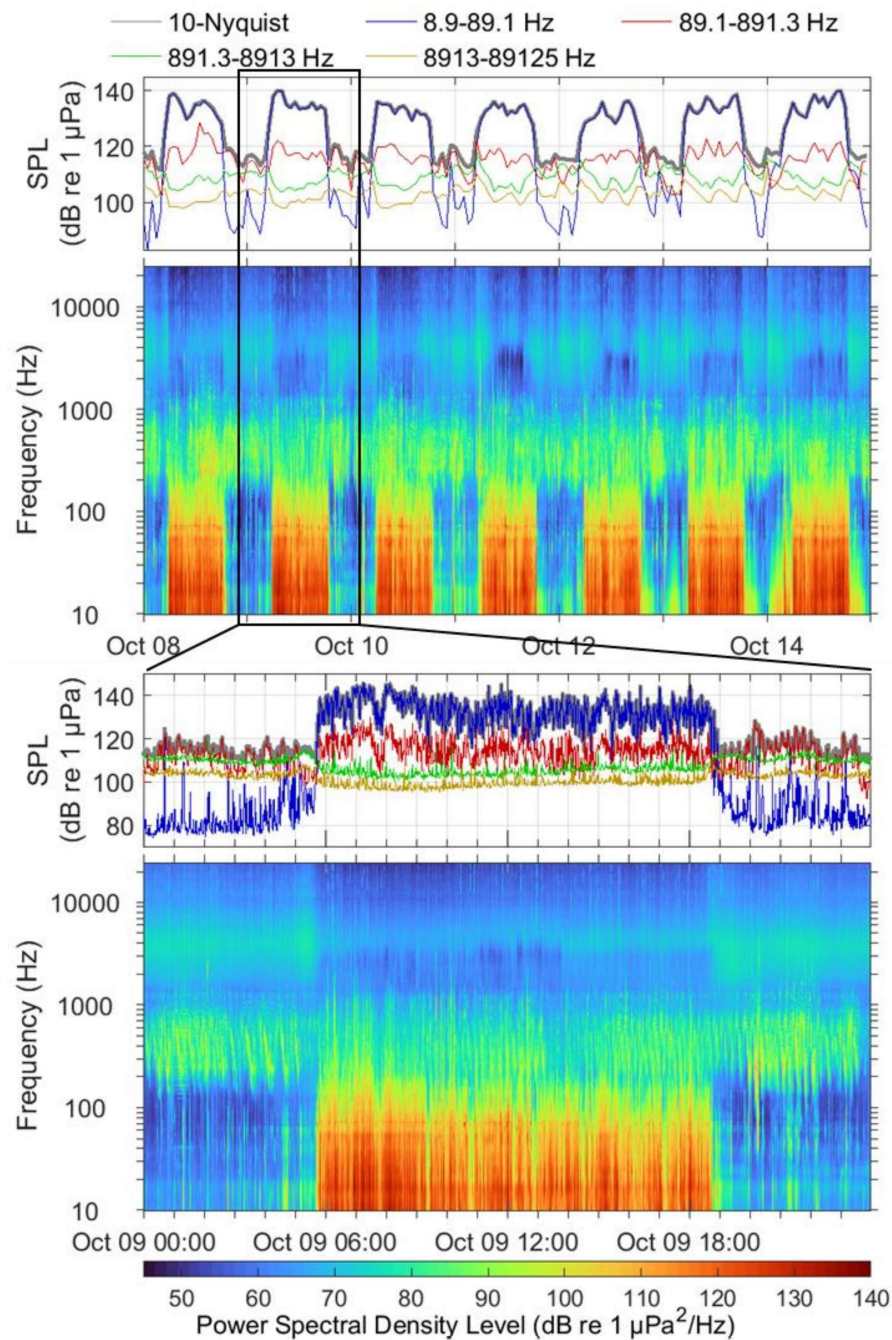 10-Nyquist 8.9-89.1 Hz 89.1-891.3 Hz
891.3-8913 Hz 8913-89125 Hz
SPL
(dB re 1 µPa)
140
120
100
Frequency (Hz)
10000
1000
100
10
Oct 08 Oct 10 Oct 12 Oct 14
SPL
(dB re 1 µPa)
140
120
100
80
Frequency (Hz)
10000
1000
100
10
Oct 09 00:00 Oct 09 06:00 Oct 09 12:00 Oct 09 18:00
50 60 70 80 90 100 110 120 130 140
Power Spectral Density Level (dB re 1 µPa²/Hz)